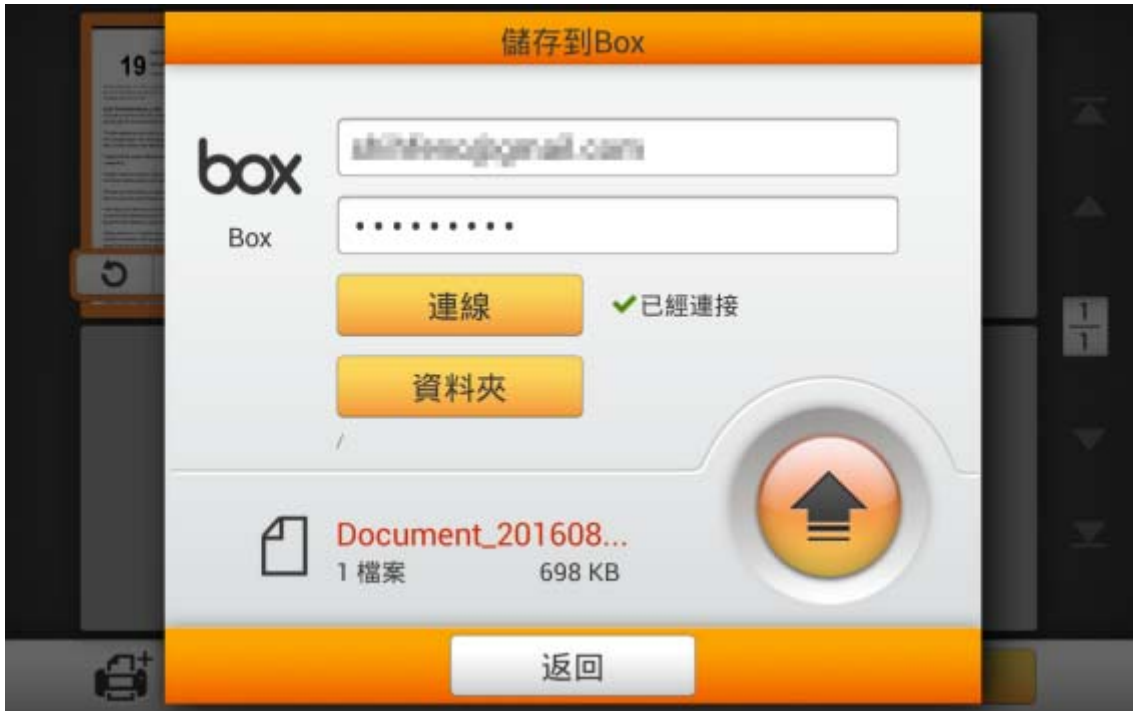 儲存到Box
19
box
Box
•••••••••
連線
✔已經連接
資料夾
/
1
1
Document_201608...
1 檔案 698 KB
返回